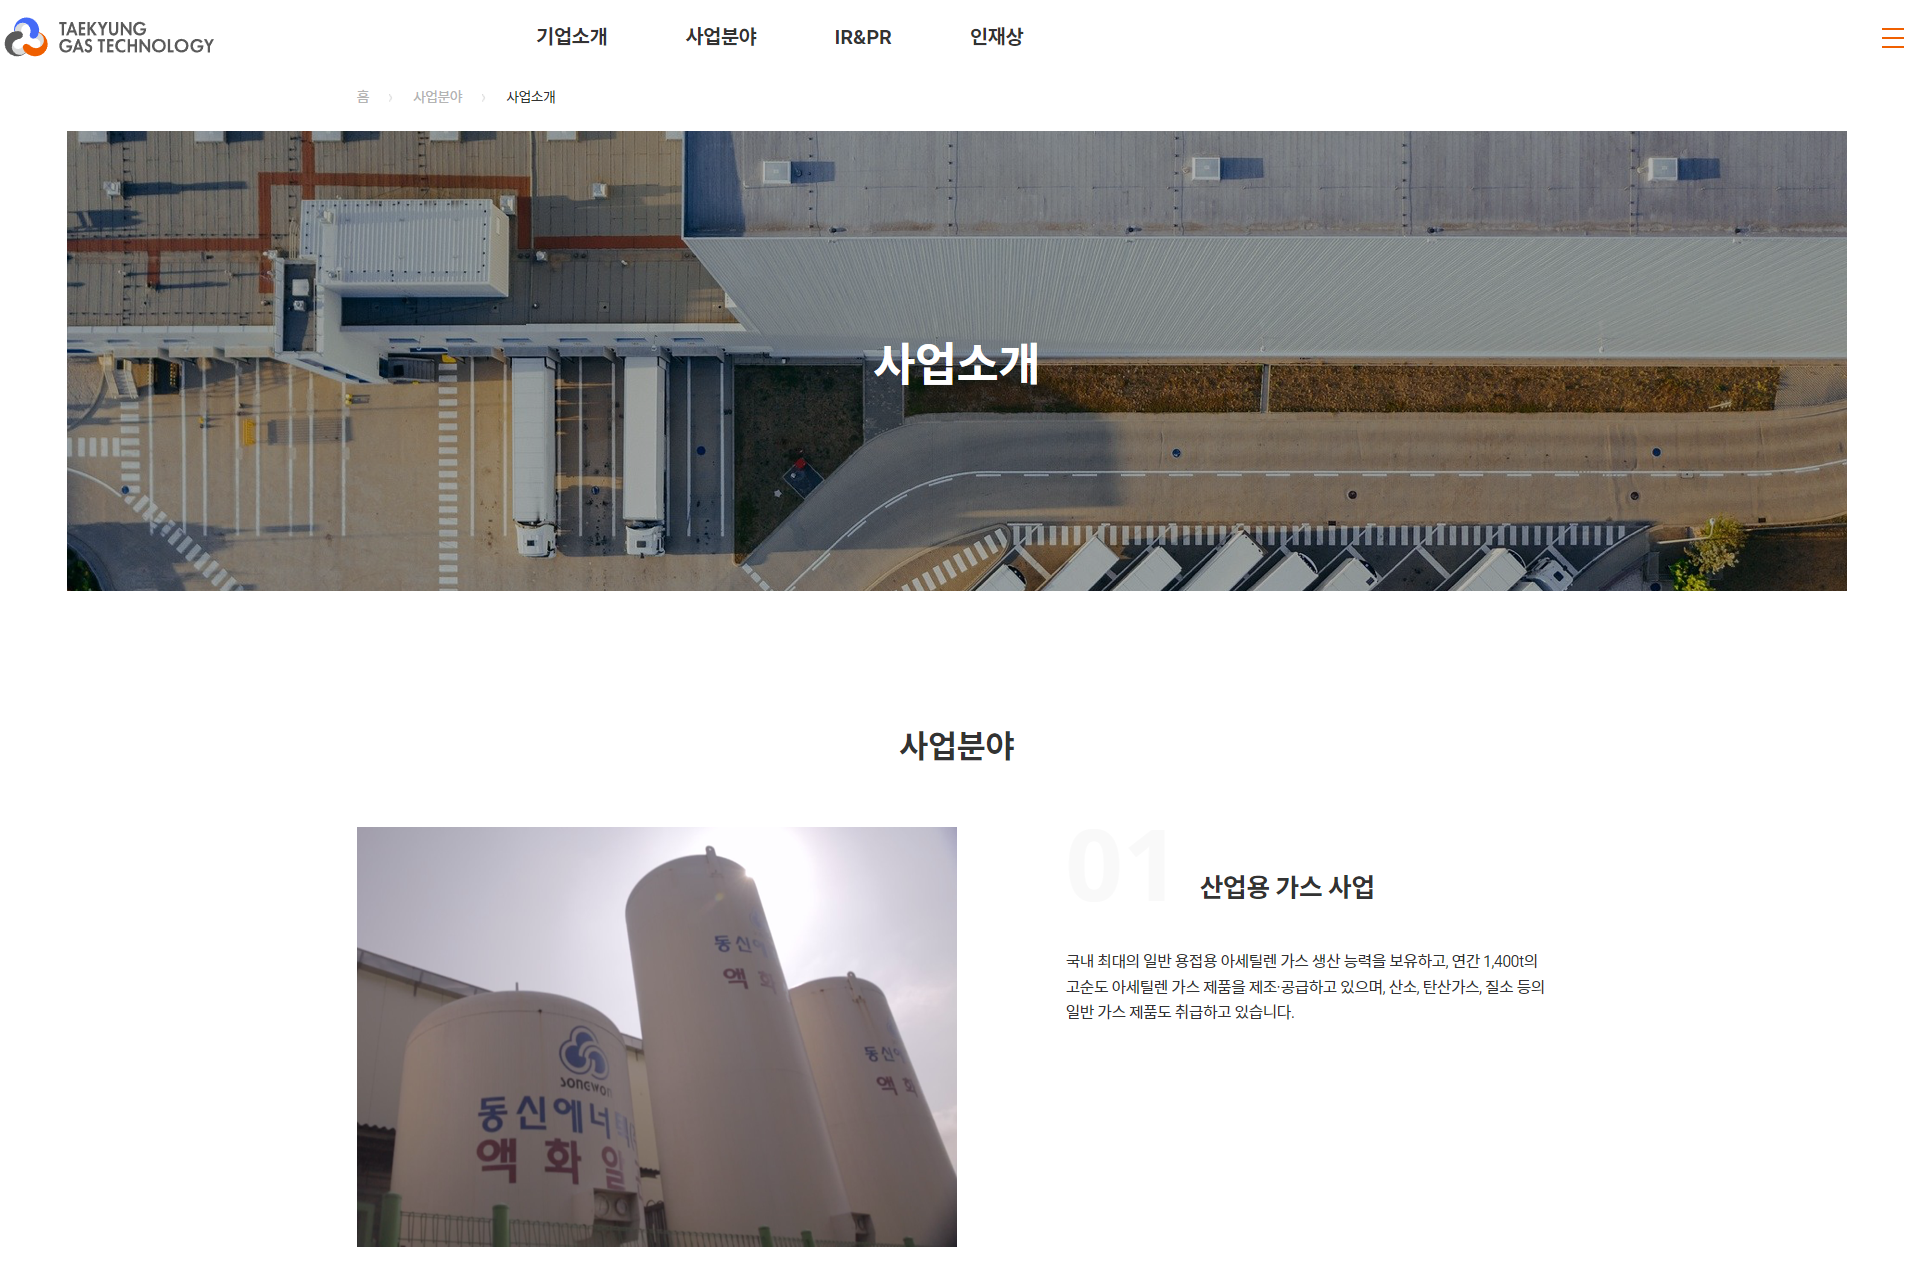 TAEKYUNG
GAS TECHNOLOGY
기업소개
사업분야
IR&PR
인재상
홈 › 사업분야 › 사업소개
사업소개
사업분야
01
산업용 가스 사업
국내 최대의 일반 용접용 아세틸렌 가스 생산 능력을 보유하고, 연간 1,400t의
고순도 아세틸렌 가스 제품을 제조·공급하고 있으며, 산소, 탄산가스, 질소 등의
일반 가스 제품도 취급하고 있습니다.
동신에
액화
동신
액화
동신에너
액화